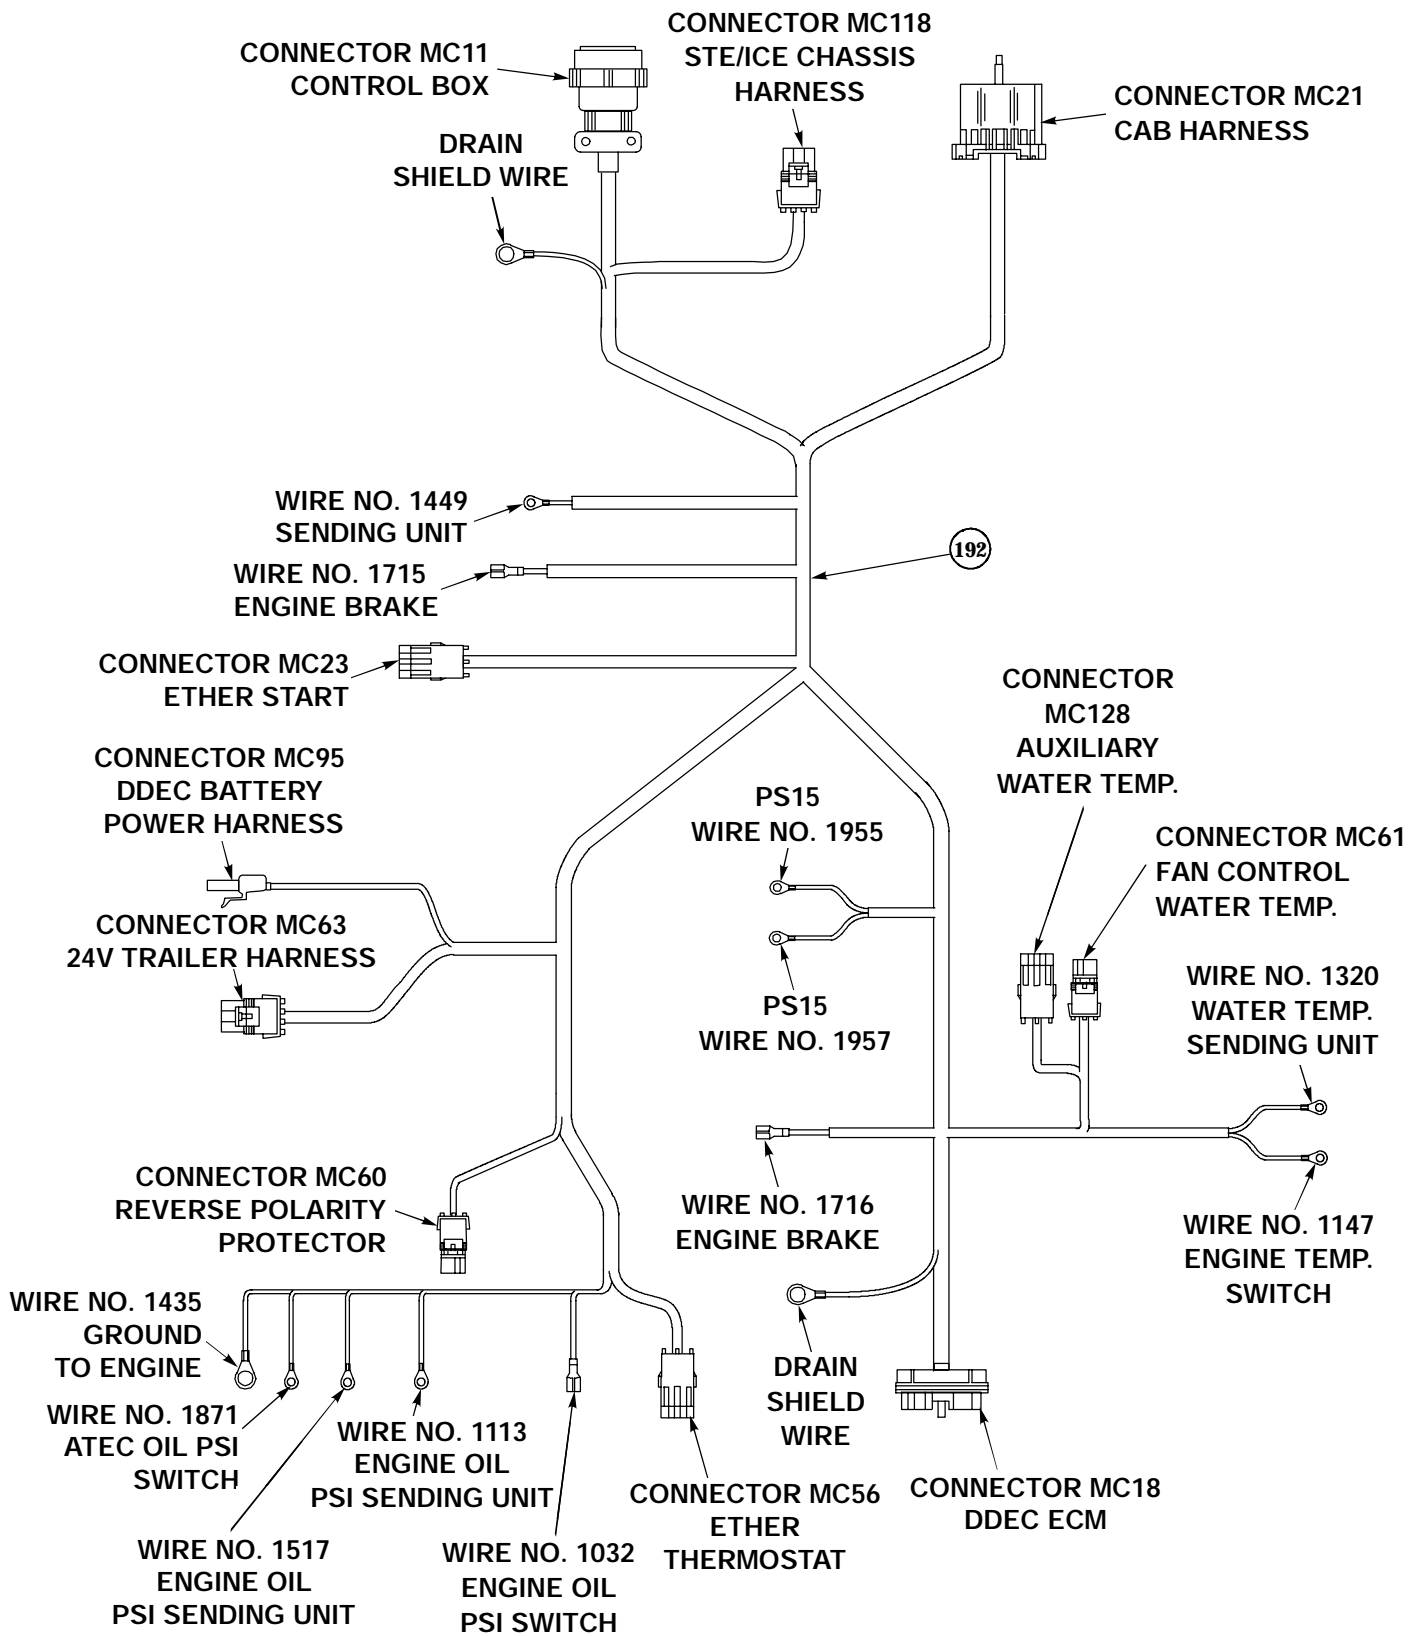 CONNECTOR MC11
CONTROL BOX
CONNECTOR MC118
STE/ICE CHASSIS
HARNESS
CONNECTOR MC21
CAB HARNESS
DRAIN
SHIELD WIRE
WIRE NO. 1449
SENDING UNIT
192
WIRE NO. 1715
ENGINE BRAKE
CONNECTOR MC23
ETHER START
CONNECTOR
MC128
AUXILIARY
WATER TEMP.
CONNECTOR MC95
DDEC BATTERY
POWER HARNESS
PS15
WIRE NO. 1955
CONNECTOR MC61
FAN CONTROL
WATER TEMP.
CONNECTOR MC63
24V TRAILER HARNESS
PS15
WIRE NO. 1957
WIRE NO. 1320
WATER TEMP.
SENDING UNIT
CONNECTOR MC60
REVERSE POLARITY
PROTECTOR
WIRE NO. 1716
ENGINE BRAKE
WIRE NO. 1147
ENGINE TEMP.
SWITCH
WIRE NO. 1435
GROUND
TO ENGINE
DRAIN
SHIELD
WIRE
WIRE NO. 1871
ATEC OIL PSI
SWITCH
WIRE NO. 1113
ENGINE OIL
PSI SENDING UNIT
CONNECTOR MC56
ETHER
THERMOSTAT
CONNECTOR MC18
DDEC ECM
WIRE NO. 1517
ENGINE OIL
PSI SENDING UNIT
WIRE NO. 1032
ENGINE OIL
PSI SWITCH